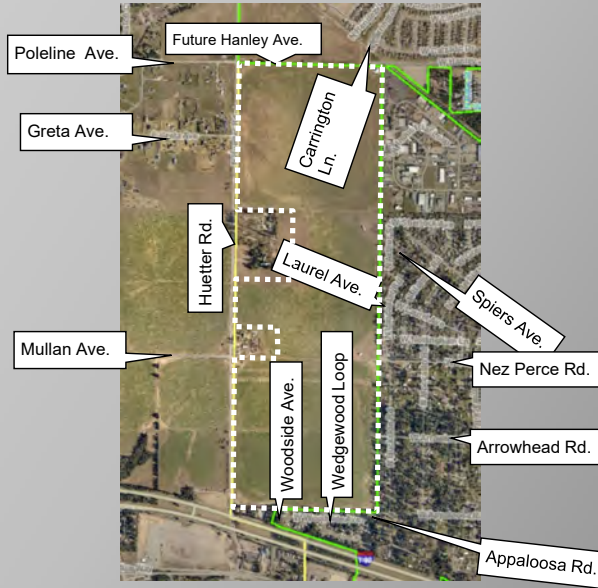 Future Hanley Ave.
Poleline Ave.
Carrington
Ln.
Greta Ave.
Huetter Rd.
Laurel Ave.
Spiers Ave.
Mullan Ave.
Nez Perce Rd.
Woodside Ave.
Wedgewood Loop
Arrowhead Rd.
Appaloosa Rd.